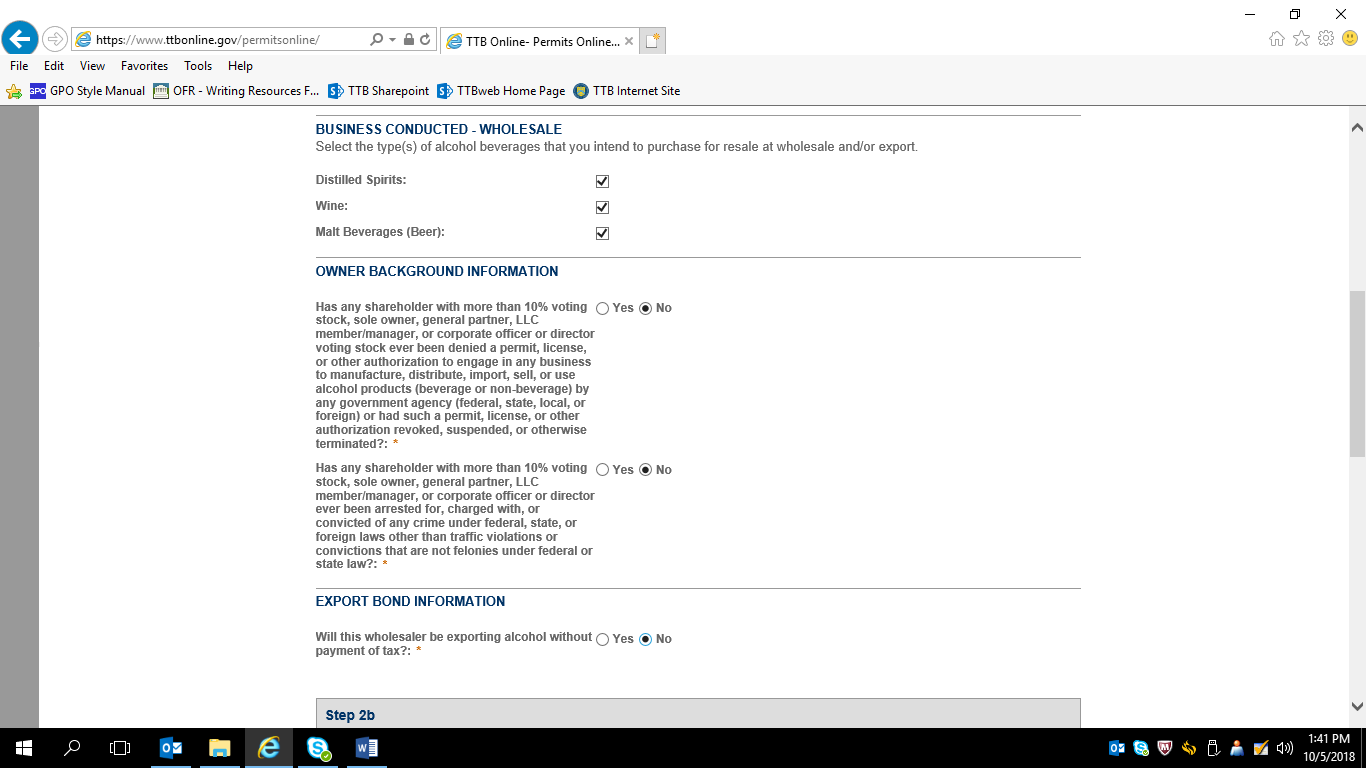 https://www.ttbonline.gov/permitsonline/
TTB Online- Permits Online...
File Edit View Favorites Tools Help
GPO GPO Style Manual OFR - Writing Resources F... TTB Sharepoint TTBweb Home Page TTB Internet Site
BUSINESS CONDUCTED - WHOLESALE
Select the type(s) of alcohol beverages that you intend to purchase for resale at wholesale and/or export.
Distilled Spirits:
Wine:
Malt Beverages (Beer):
OWNER BACKGROUND INFORMATION
Has any shareholder with more than 10% voting Yes No
stock, sole owner, general partner, LLC
member/manager, or corporate officer or director
voting stock ever been denied a permit, license,
or other authorization to engage in any business
to manufacture, distribute, import, sell, or use
alcohol products (beverage or non-beverage) by
any government agency (federal, state, local, or
foreign) or had such a permit, license, or other
authorization revoked, suspended, or otherwise
terminated?: *
Has any shareholder with more than 10% voting Yes No
stock, sole owner, general partner, LLC
member/manager, or corporate officer or director
ever been arrested for, charged with, or
convicted of any crime under federal, state, or
foreign laws other than traffic violations or
convictions that are not felonies under federal or
state law?: *
EXPORT BOND INFORMATION
Will this wholesaler be exporting alcohol without Yes No
payment of tax?: *
Step 2b
1:41 PM
10/5/2018